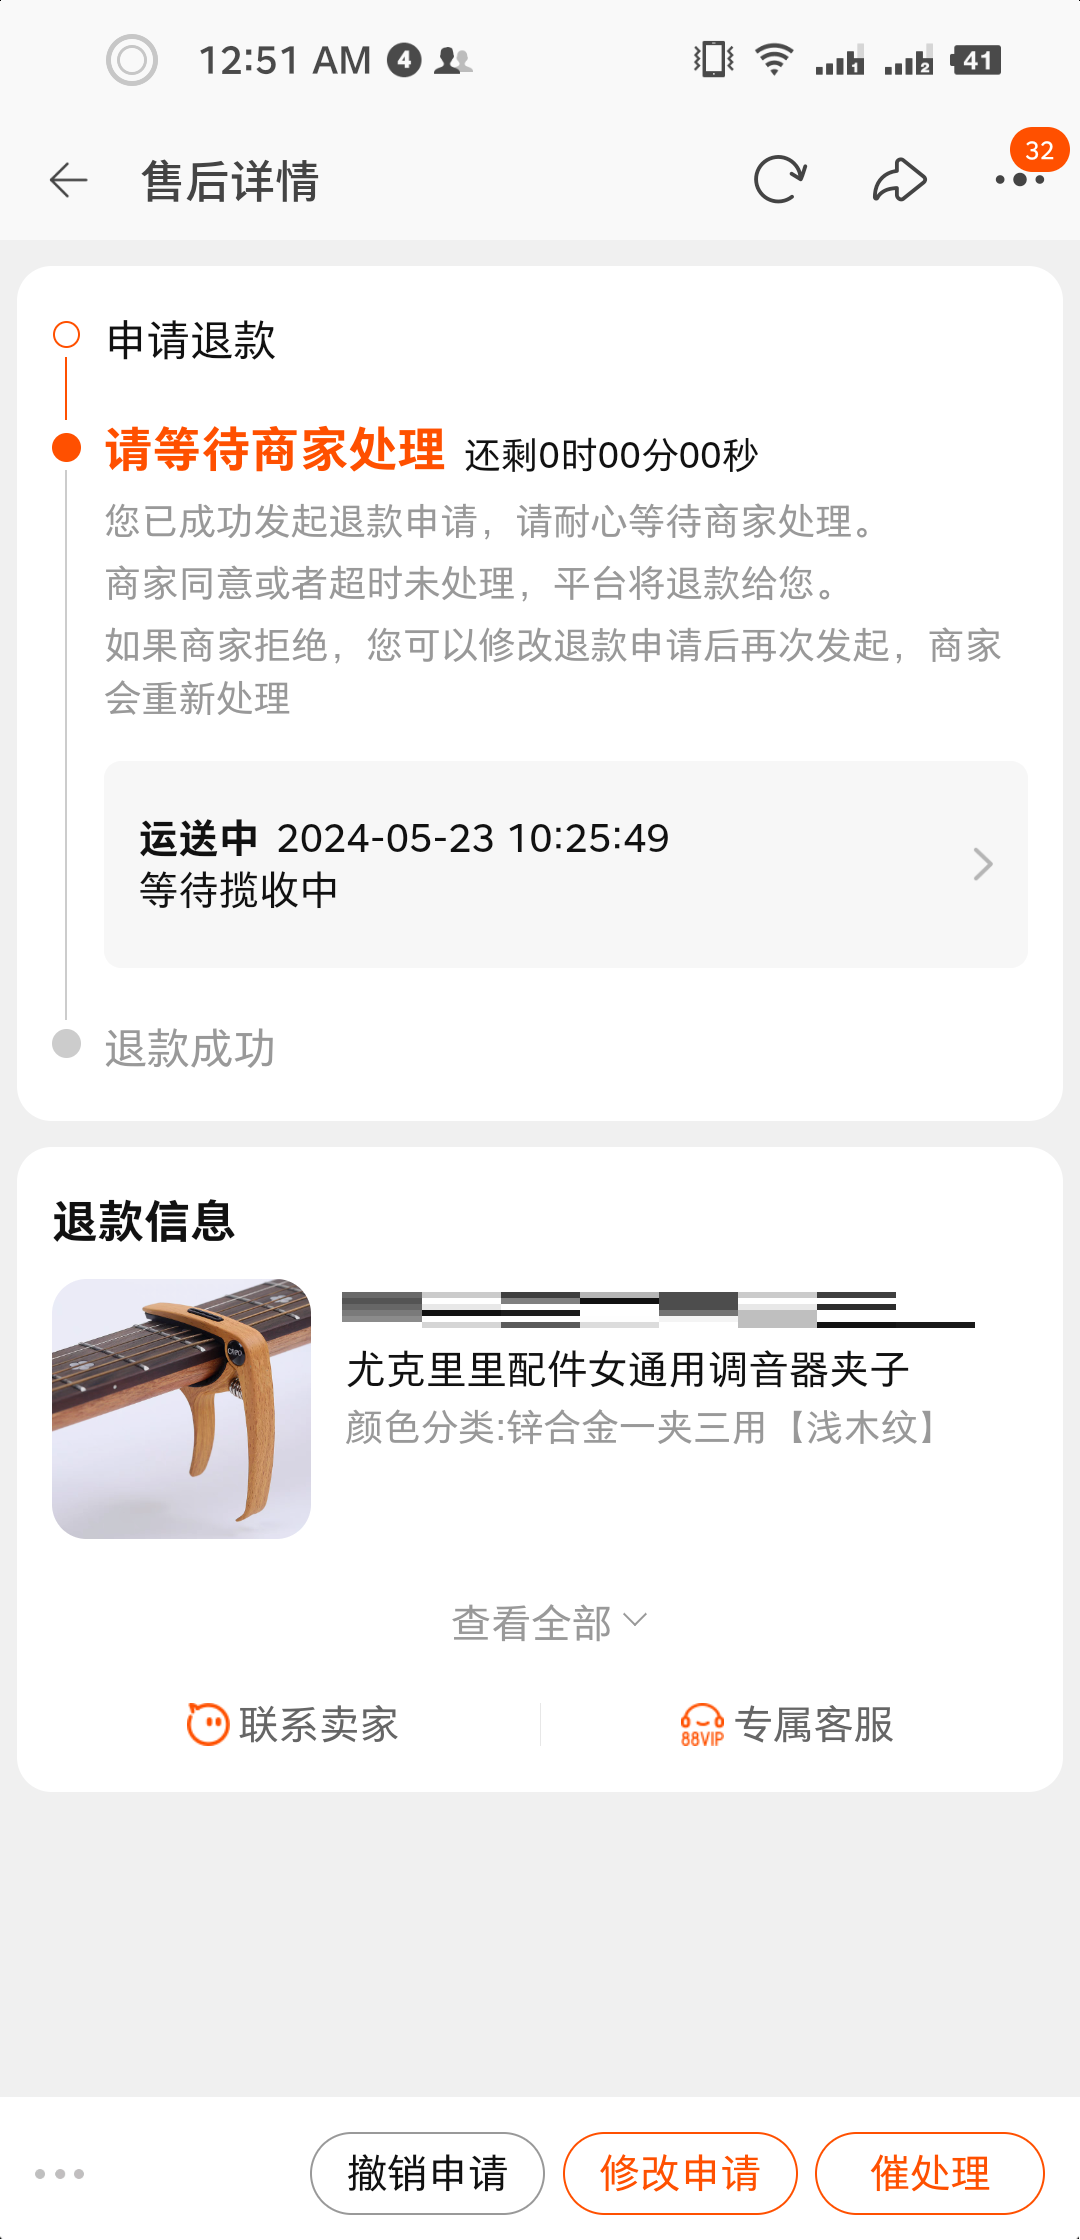 12:51 AM 4
1 2 41
售后详情
32
申请退款
请等待商家处理 还剩0时00分00秒
您已成功发起退款申请，请耐心等待商家处理。
商家同意或者超时未处理，平台将退款给您。
如果商家拒绝，您可以修改退款申请后再次发起，商家
会重新处理
运送中 2024-05-23 10:25:49
等待揽收中
退款成功
退款信息
尤克里里配件女通用调音器夹子
颜色分类:锌合金一夹三用【浅木纹】
查看全部
联系卖家
88VIP 专属客服
撤销申请
修改申请
催处理